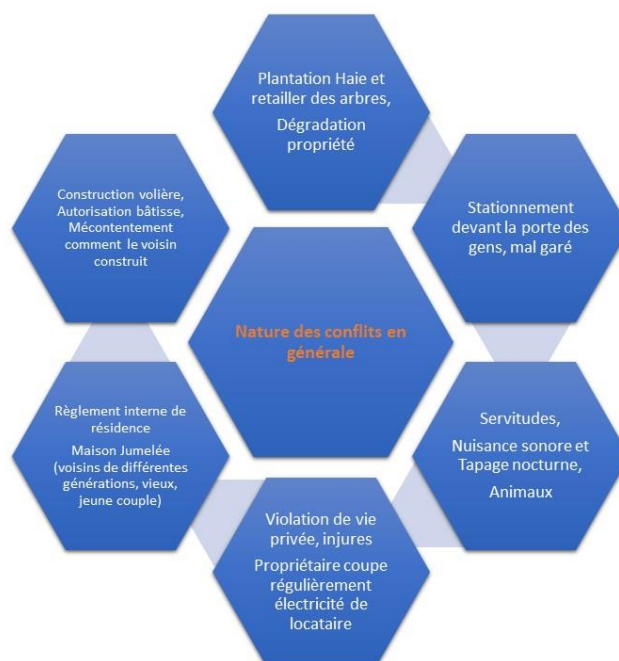 Plantation Haie et
retailler des arbres,
Dégradation
propriété
Stationnement
devant la porte des
gens, mal garé
Servitudes,
Nuisance sonore et
Tapage nocturne,
Animaux
Violation de vie
privée, injures
Propriétaire coupe
régulièrement
électricité de
locataire
Règlement interne de
résidence
Maison Jumelée
(voisins de différentes
générations, vieux,
jeune couple)
Construction volière,
Autorisation bâtisse,
Mécontentement
comment le voisin
construit
Nature des conflits en
générale